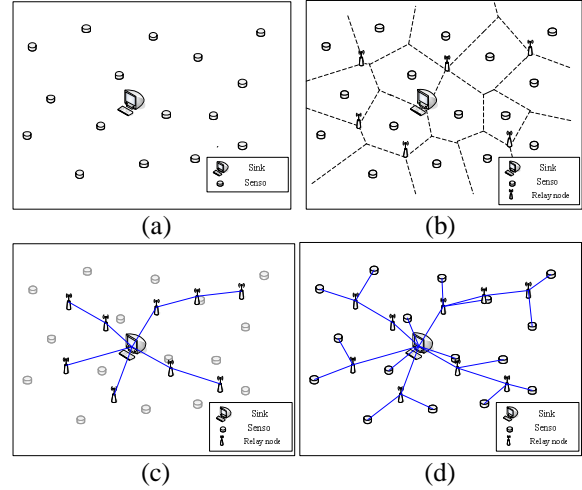 Sink
Senso
(a)
Sink
Senso
Relay node
(b)
Sink
Senso
Relay node
(c)
Sink
Senso
Relay node
(d)